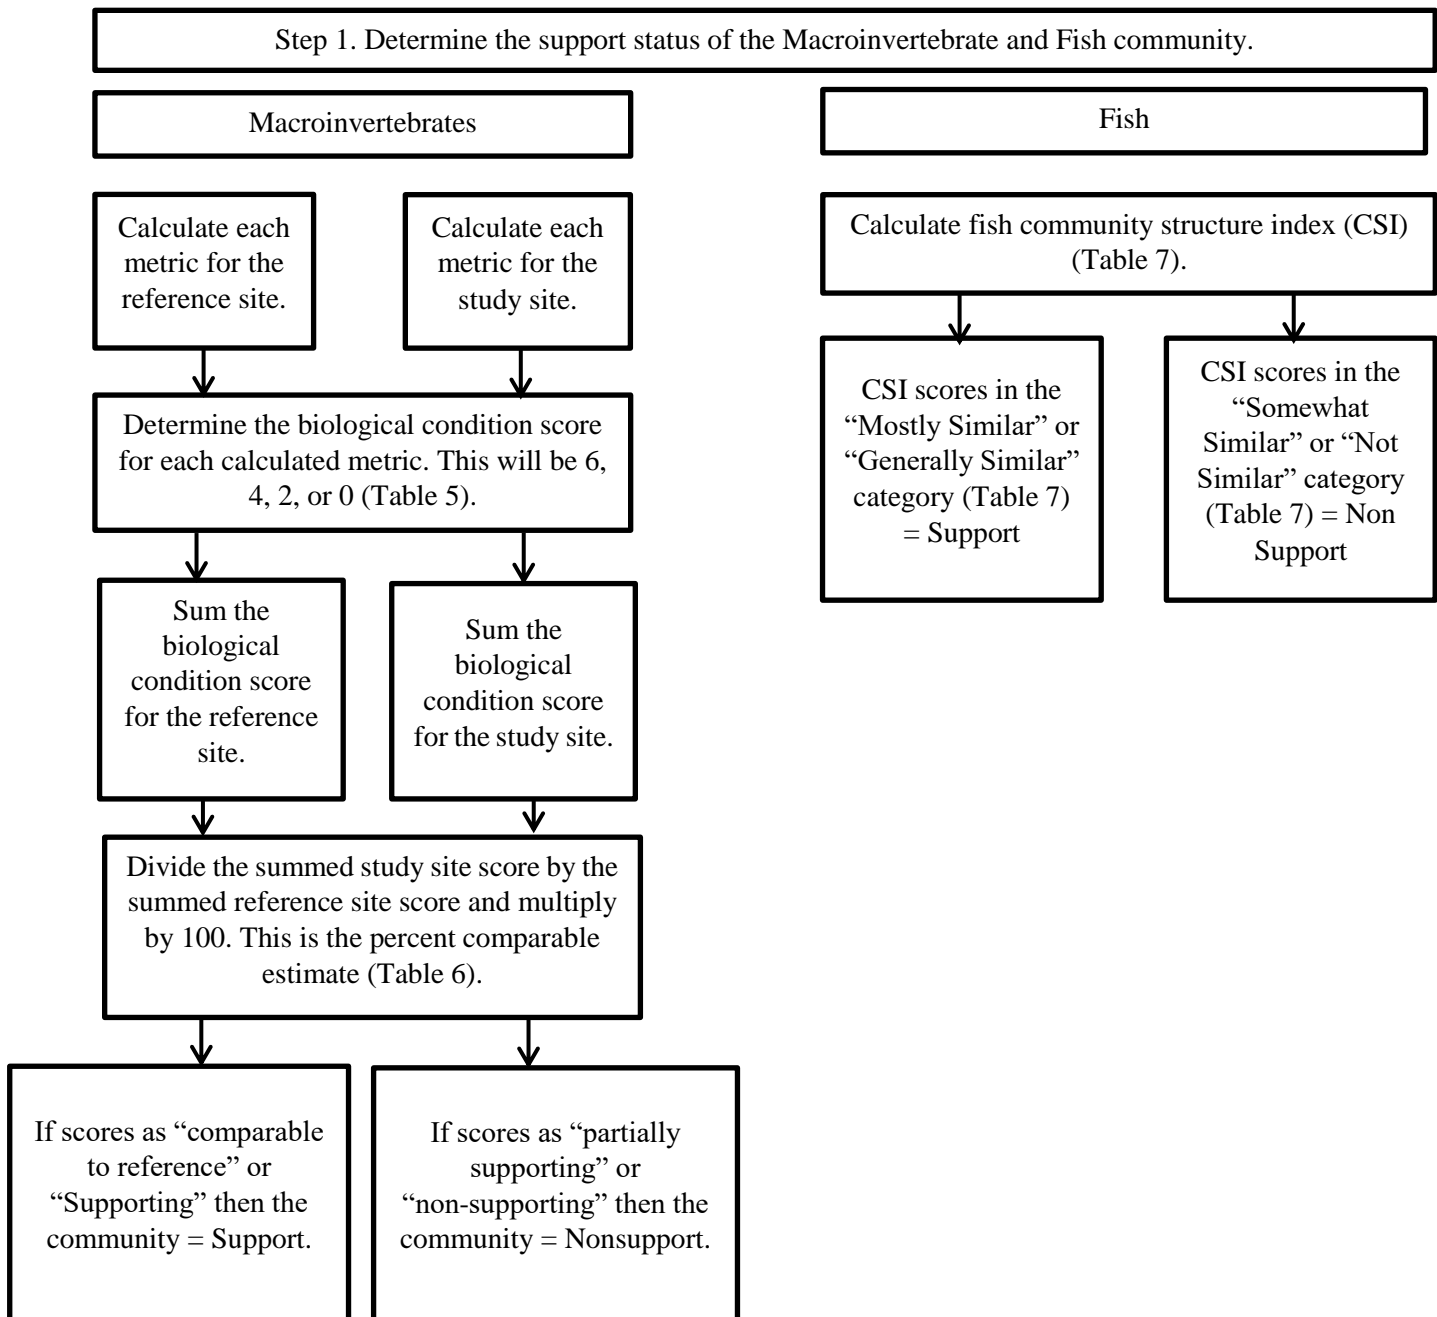 Step 1. Determine the support status of the Macroinvertebrate and Fish community.
Macroinvertebrates
Fish
Calculate each
metric for the
reference site.
Calculate each
metric for the
study site.
Calculate fish community structure index (CSI)
(Table 7).
Determine the biological condition score
for each calculated metric. This will be 6,
4, 2, or 0 (Table 5).
CSI scores in the
“Mostly Similar” or
“Generally Similar”
category (Table 7)
= Support
CSI scores in the
“Somewhat
Similar” or “Not
Similar” category
(Table 7) = Non
Support
Sum the
biological
condition score
for the reference
site.
Sum the
biological
condition score
for the study site.
Divide the summed study site score by the
summed reference site score and multiply
by 100. This is the percent comparable
estimate (Table 6).
If scores as “comparable
to reference” or
“Supporting” then the
community = Support.
If scores as “partially
supporting” or
“non-supporting” then the
community = Nonsupport.